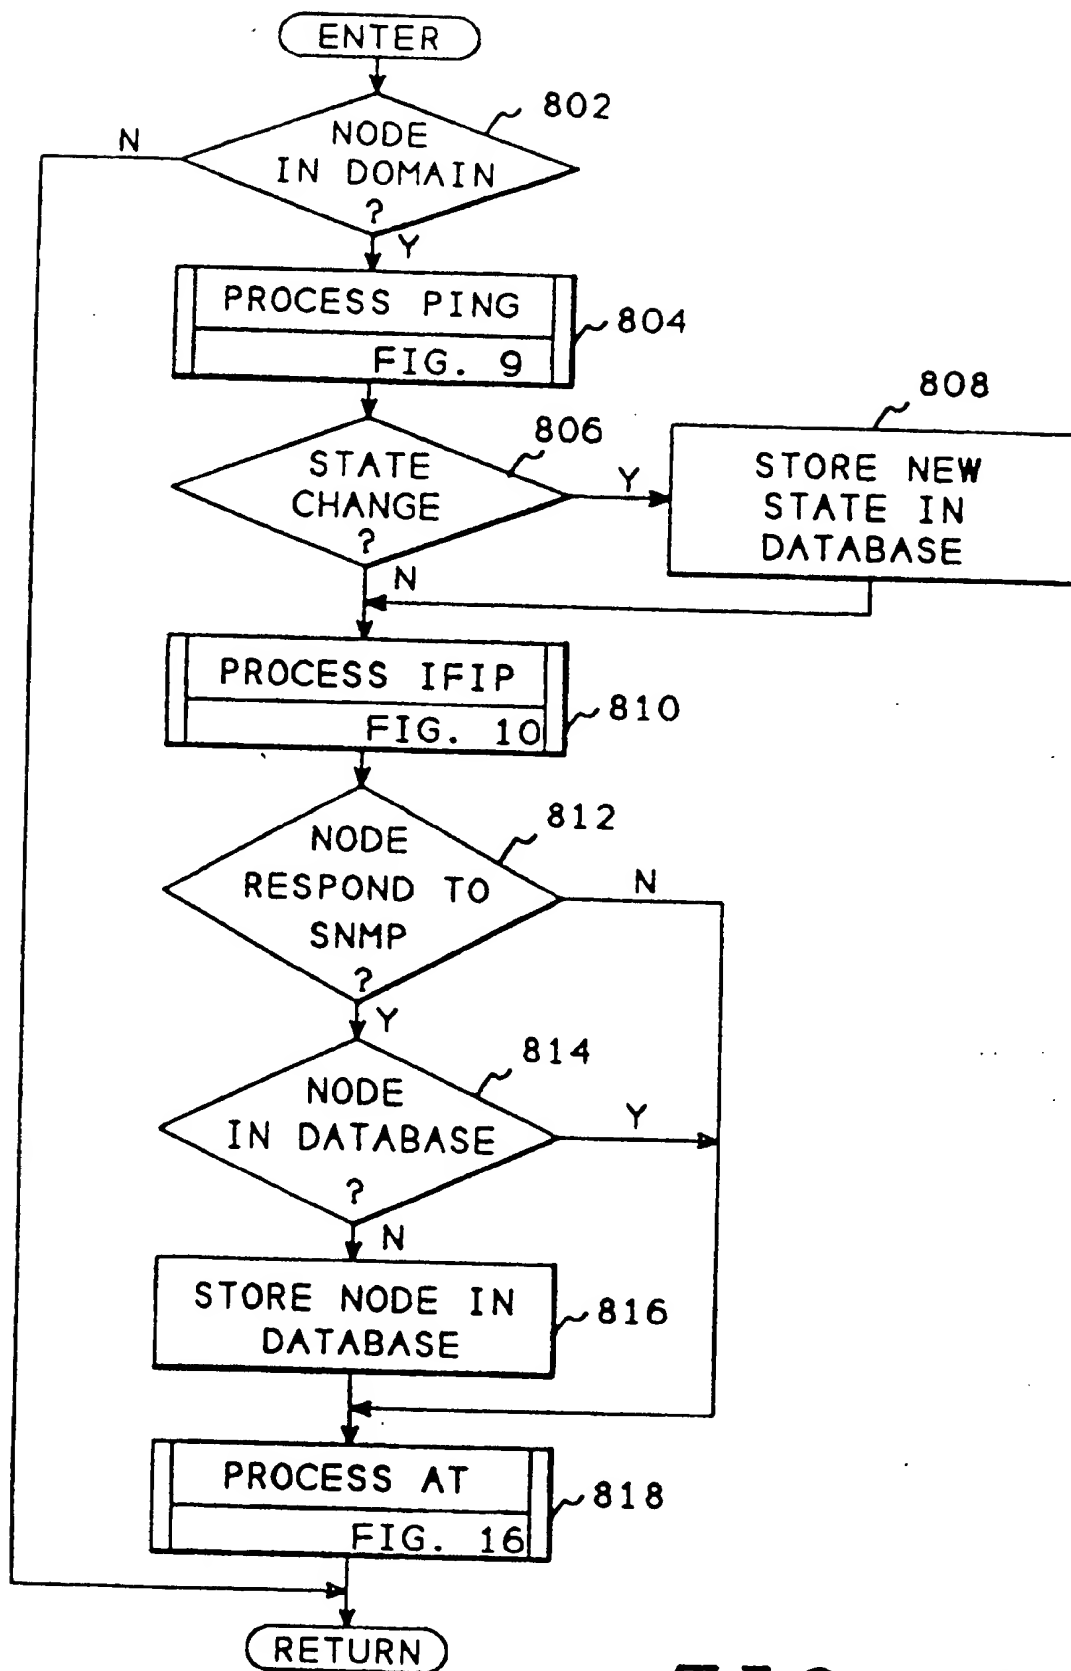 ENTER
802
N
NODE
IN DOMAIN
?
Y
PROCESS PING
804
FIG. 9
808
806
STATE
CHANGE
?
Y
STORE NEW
STATE IN
DATABASE
N
PROCESS IFIP
810
FIG. 10
812
NODE
RESPOND TO
SNMP
?
N
Y
814
NODE
IN DATABASE
?
Y
N
STORE NODE IN
DATABASE
816
PROCESS AT
818
FIG. 16
RETURN